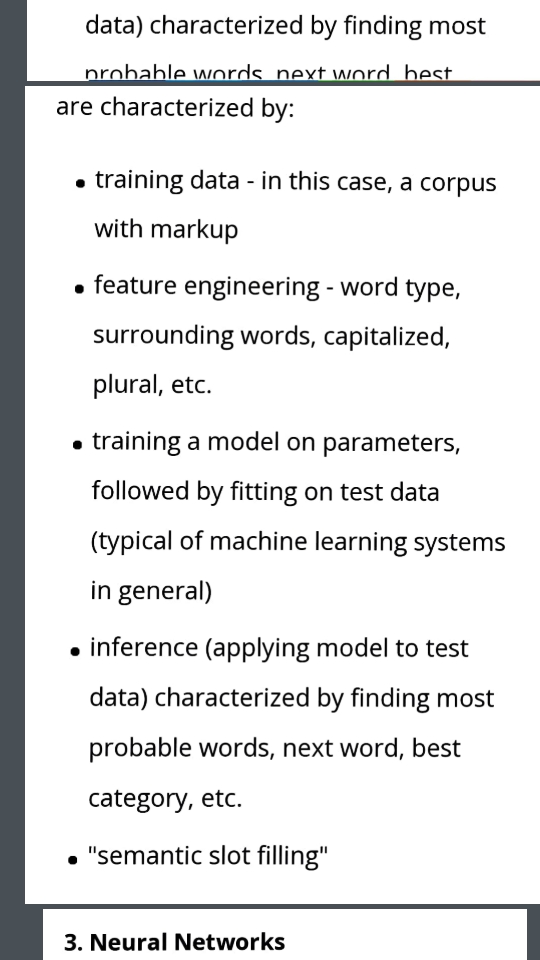 data) characterized by finding most
probable words, next word, best
are characterized by:
• training data - in this case, a corpus
with markup
• feature engineering - word type,
surrounding words, capitalized,
plural, etc.
• training a model on parameters,
followed by fitting on test data
(typical of machine learning systems
in general)
• inference (applying model to test
data) characterized by finding most
probable words, next word, best
category, etc.
• "semantic slot filling"
3. Neural Networks